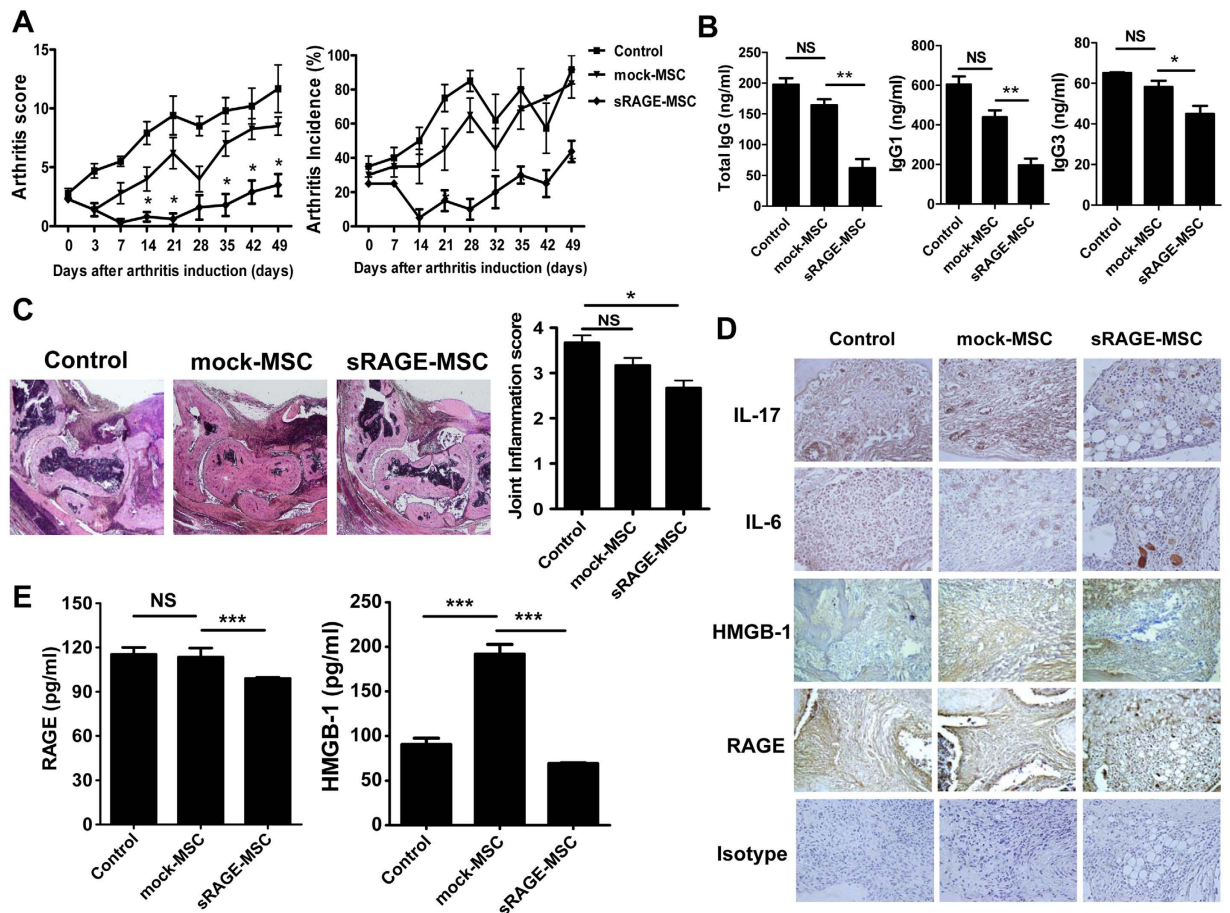 A
Arthritis score
15
10
5
0
0 3 7 14 21 28 35 42 49
Days after arthritis induction (days)
* * * * *
Arthritis Incidence (%)
100
80
60
40
20
0
0 7 14 21 28 32 35 42 49
Days after arthritis induction (days)
Control
mock-MSC
sRAGE-MSC
B
Total IgG (ng/ml)
250
200
150
100
50
0
NS
**
Control
mock-MSC
sRAGE-MSC
IgG1 (ng/ml)
800
600
400
200
0
NS
**
Control
mock-MSC
sRAGE-MSC
IgG3 (ng/ml)
80
60
40
20
0
NS
*
Control
mock-MSC
sRAGE-MSC
C
Control mock-MSC sRAGE-MSC
Joint Inflammation score
4
3
2
1
0
*
NS
Control
mock-MSC
sRAGE-MSC
D
Control mock-MSC sRAGE-MSC
IL-17
IL-6
HMGB-1
RAGE
Isotype
E
RAGE (pg/ml)
150
120
90
60
30
0
NS
***
Control
mock-MSC
sRAGE-MSC
HMGB-1 (pg/ml)
250
200
150
100
50
0
***
***
Control
mock-MSC
sRAGE-MSC